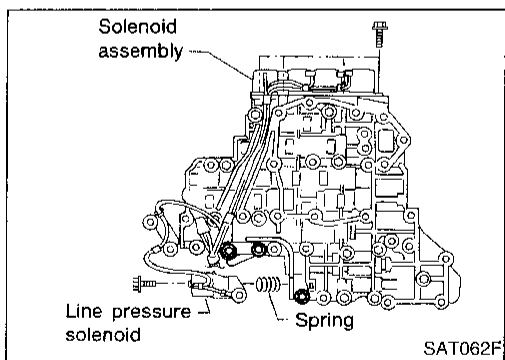 Solenoid
assembly
Line pressure
solenoid
Spring
SAT062F